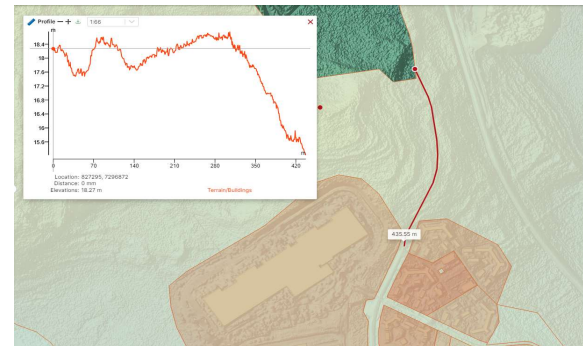 Profile 1:66
m
18.4
18
17.6
17.2
16.8
16.4
16
15.6
m
0 70 140 210 280 350 420
Location: 827295, 7296872
Distance: 0 mm
Elevations: 18.27 m
Terrain/Buildings
435.55 m